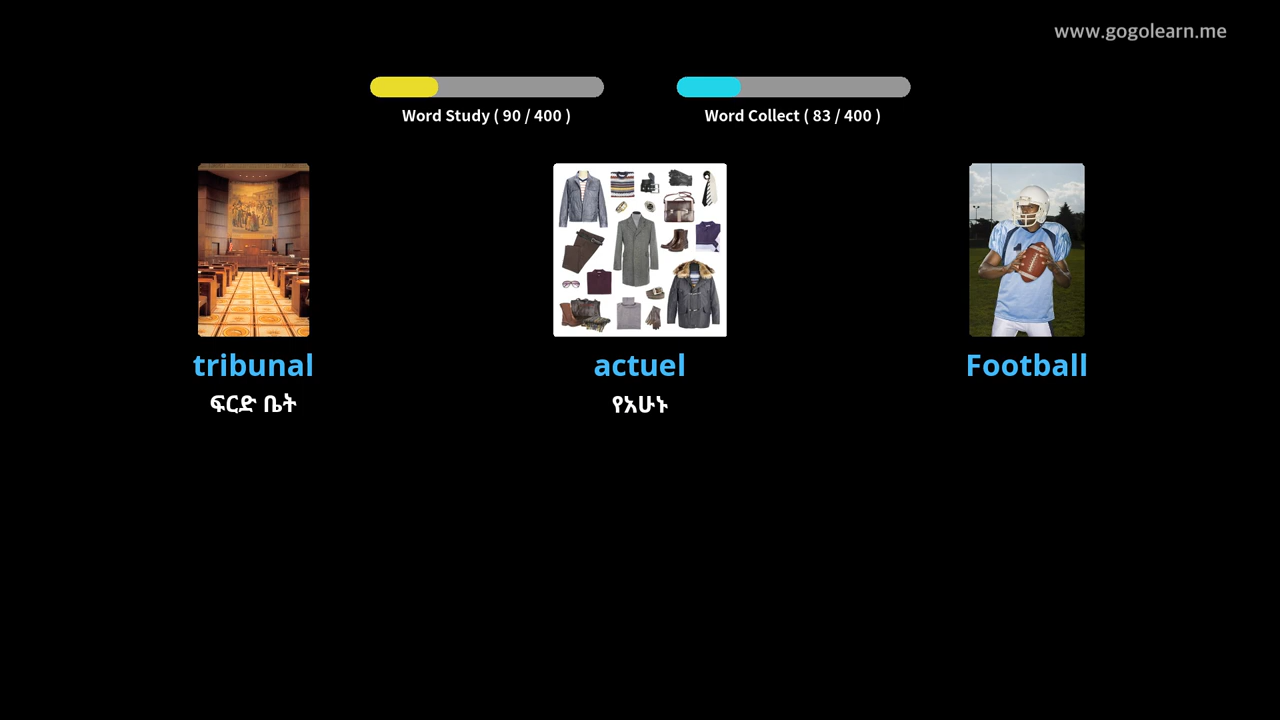 www.gogolearn.me
Word Study ( 90 / 400 )
Word Collect ( 83 / 400 )
tribunal
ፍርድ ቤት
actuel
የአሁኑ
Football